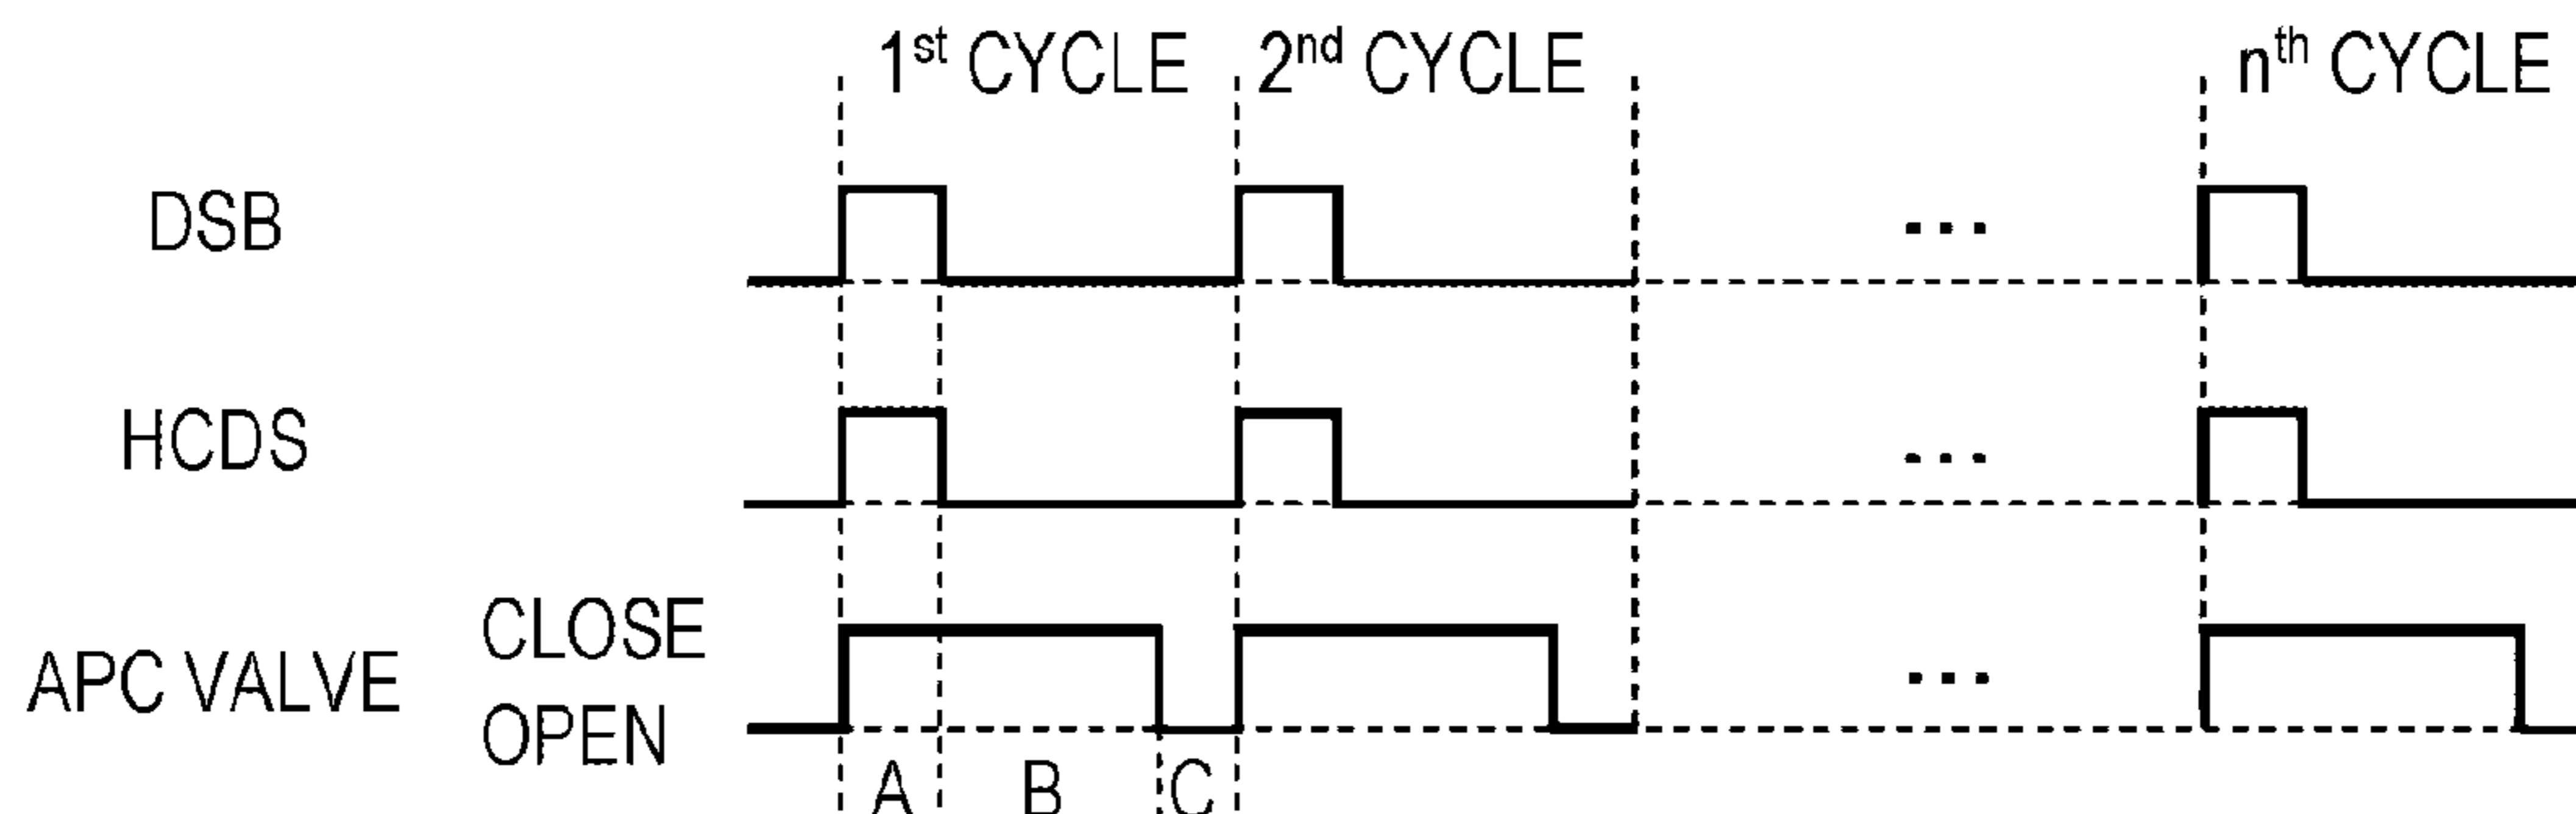 1st CYCLE 2nd CYCLE nth CYCLE
DSB ...
HCDS ...
APC VALVE CLOSE OPEN ...
A B C